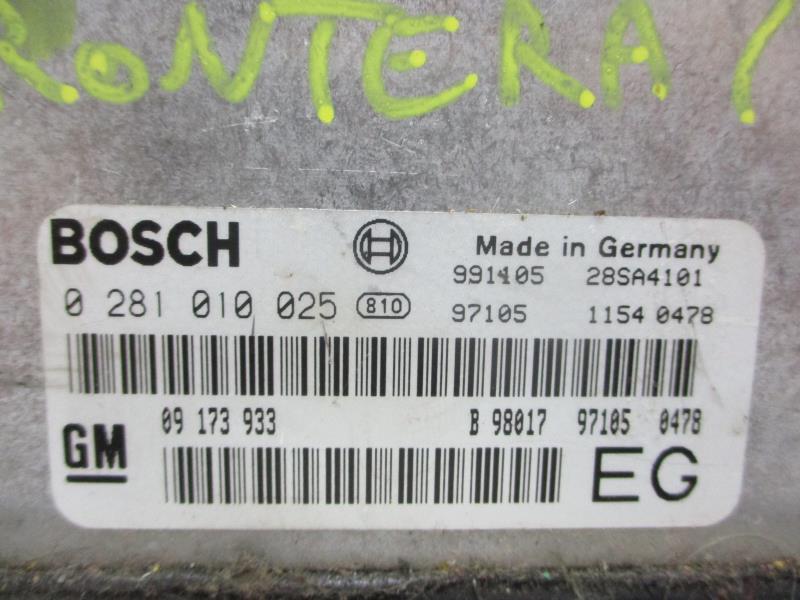 RONTERA
BOSCH Made in Germany
991105 28SA4101
0 281 010 025 810 97105 1154 0478
09 173 933 B 98017 97105 0478
GM EG